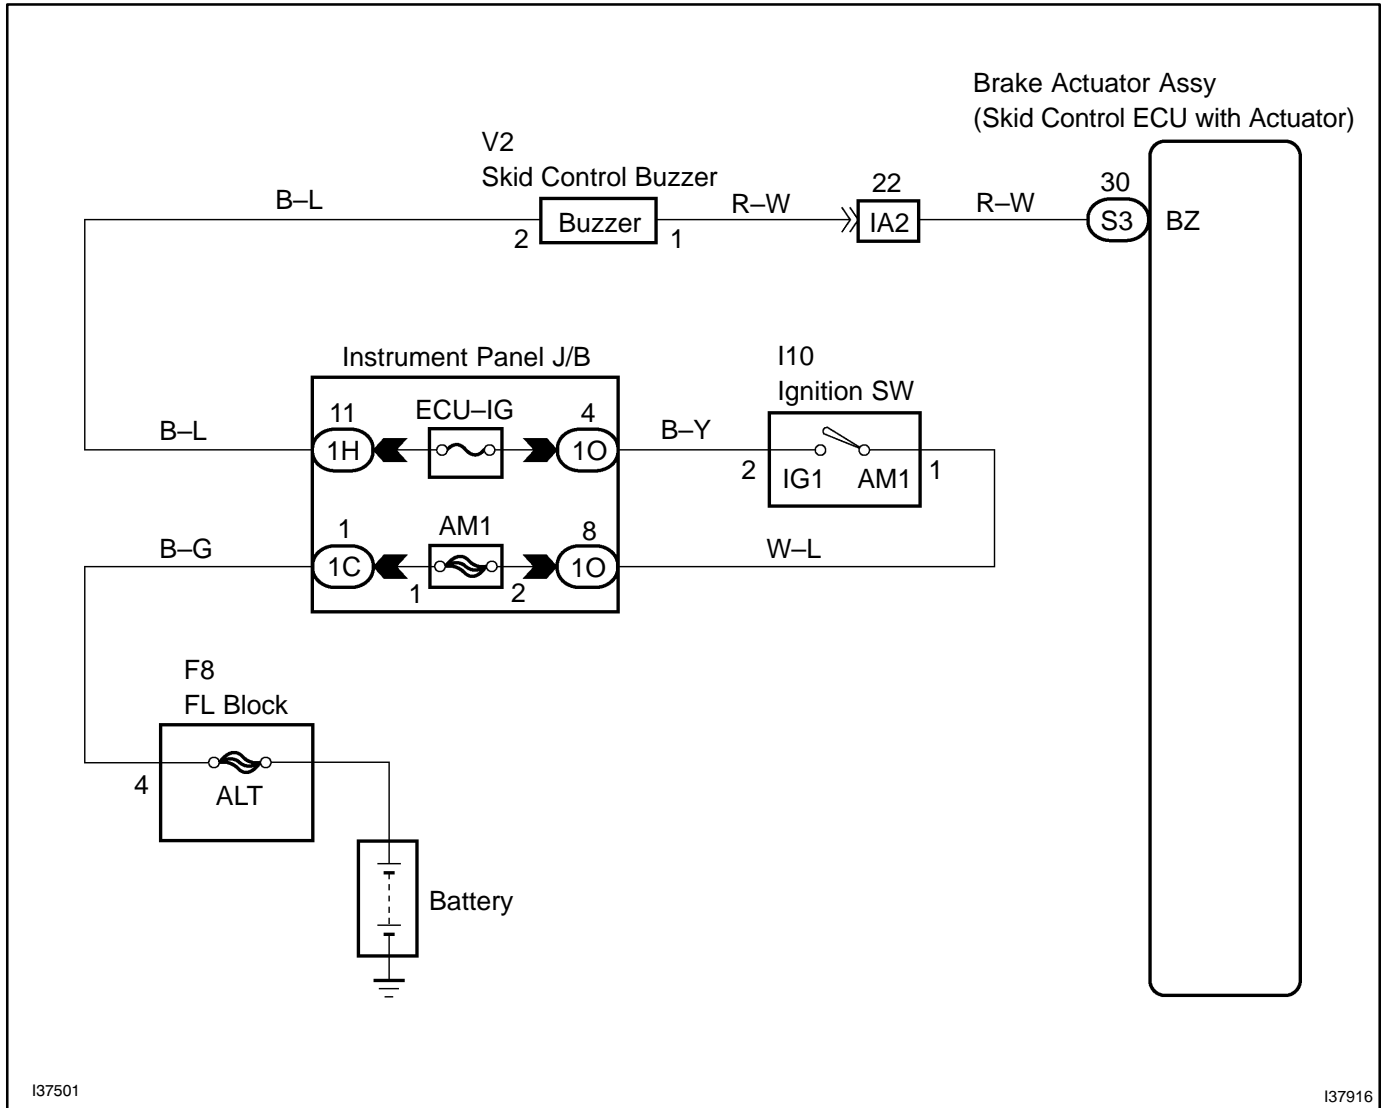 Brake Actuator Assy
(Skid Control ECU with Actuator)
V2
Skid Control Buzzer
B–L
Buzzer
2
1
R–W
22
IA2
R–W
30
S3
BZ
Instrument Panel J/B
I10
Ignition SW
B–L
11
1H
ECU–IG
4
1O
B–Y
2
IG1
AM1
1
B–G
1
1C
AM1
1
2
8
1O
W–L
F8
FL Block
4
ALT
Battery
I37501
I37916